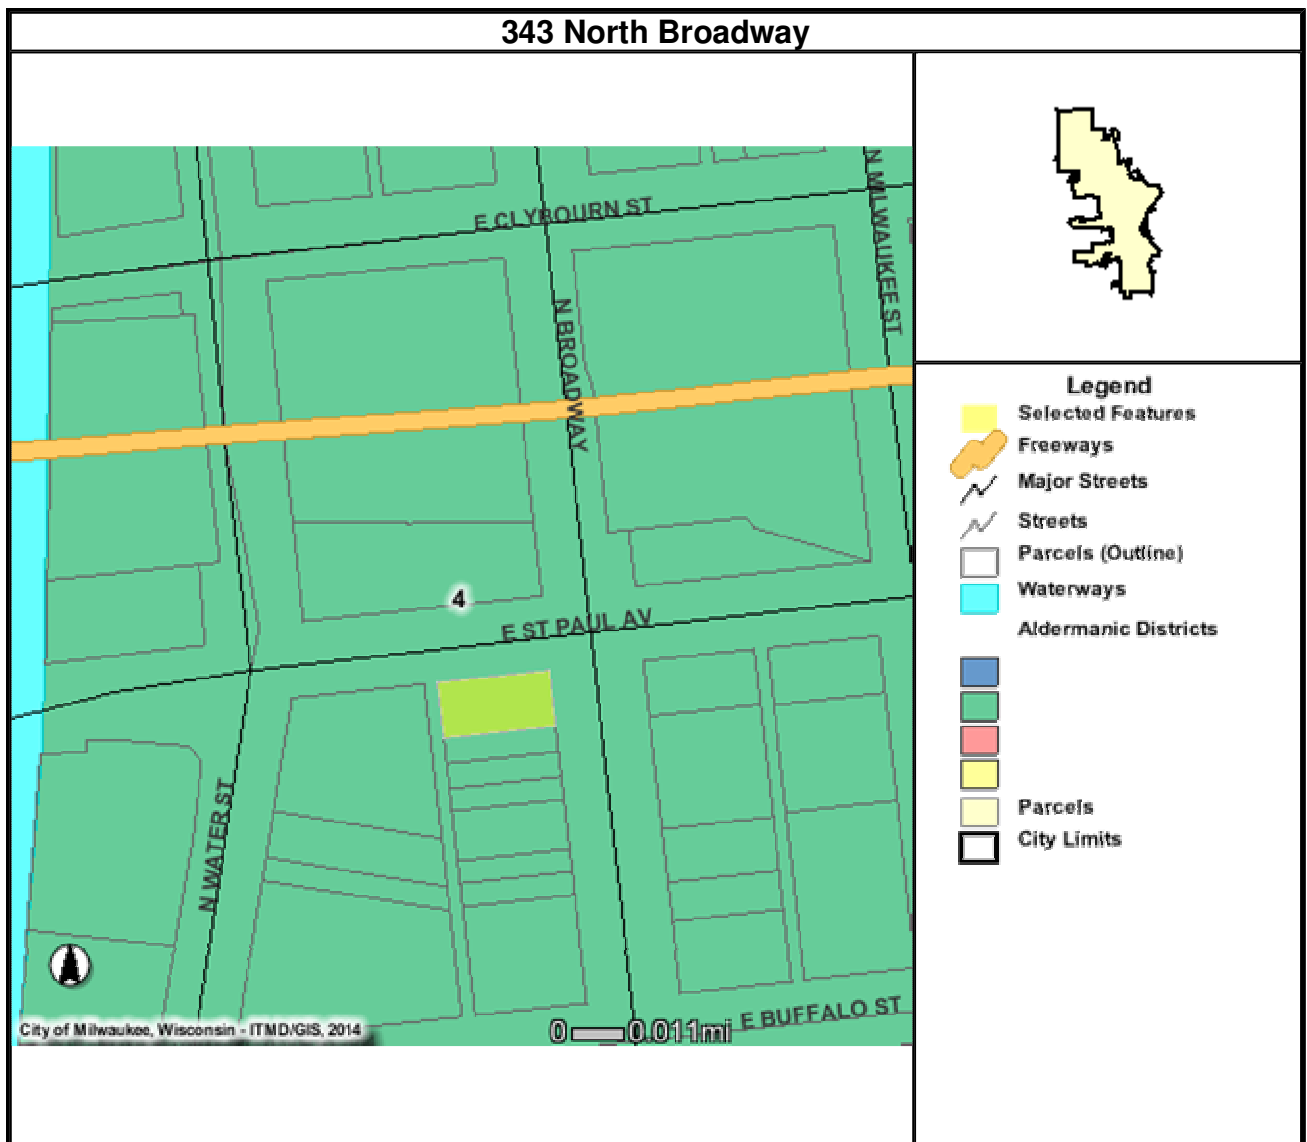 343 North Broadway
E CLYBOURN ST
N MILWAUKEE ST
N BROADWAY
4
E ST PAUL AV
N WATER ST
E BUFFALO ST
City of Milwaukee, Wisconsin - ITMD/GIS, 2014
0 0.011mi
Legend
Selected Features
Freeways
Major Streets
Streets
Parcels (Outline)
Waterways
Aldermanic Districts
Parcels
City Limits